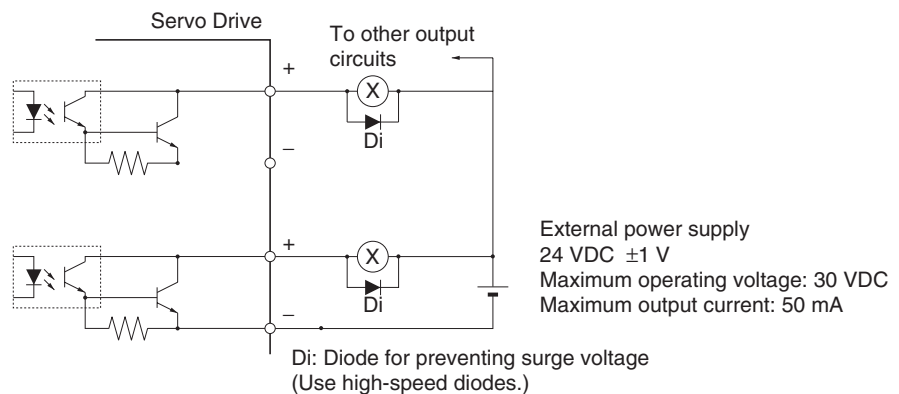 Servo Drive
To other output
circuits
+
X
Di
–
+
X
Di
–
External power supply
24 VDC ±1 V
Maximum operating voltage: 30 VDC
Maximum output current: 50 mA
Di: Diode for preventing surge voltage
(Use high-speed diodes.)